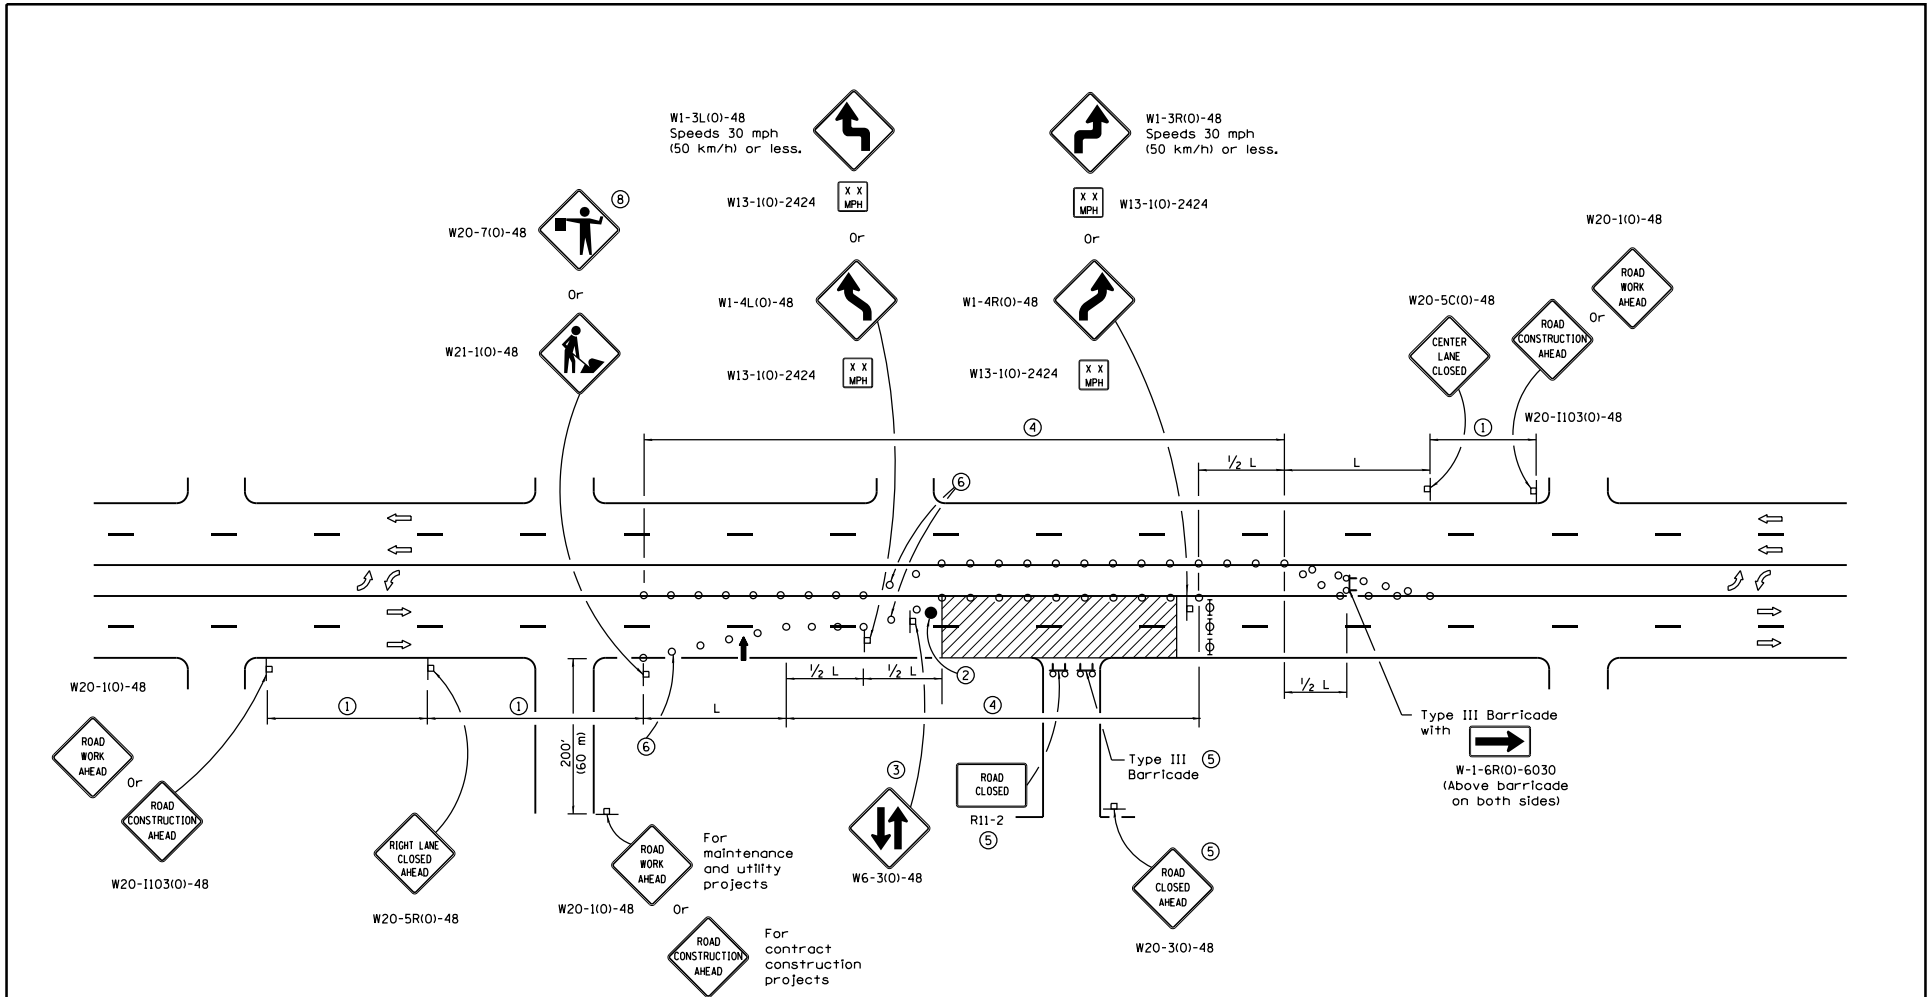 W1-3L(O)-48
Speeds 30 mph
(50 km/h) or less.
W1-3R(O)-48
Speeds 30 mph
(50 km/h) or less.
X X
MPH
W13-1(O)-2424
X X
MPH
W13-1(O)-2424
8
W20-7(O)-48
Or
Or
W20-1(O)-48
ROAD
WORK
AHEAD
Or
W1-4L(O)-48
W1-4R(O)-48
W20-5C(O)-48
CENTER
LANE
CLOSED
ROAD
CONSTRUCTION
AHEAD
Or
W21-1(O)-48
W13-1(O)-2424
X X
MPH
W13-1(O)-2424
X X
MPH
W20-I103(O)-48
4
1
1/2 L
L
6
W20-1(O)-48
1
1
L
1/2 L
1/2 L
2
4
1/2 L
6
200'
(60 m)
ROAD
WORK
AHEAD
Or
ROAD
CONSTRUCTION
AHEAD
W20-I103(O)-48
RIGHT LANE
CLOSED
AHEAD
W20-5R(O)-48
ROAD
WORK
AHEAD
For
maintenance
and utility
projects
W20-1(O)-48
Or
ROAD
CONSTRUCTION
AHEAD
For
contract
construction
projects
3
W6-3(O)-48
ROAD
CLOSED
R11-2
5
Type III
Barricade
5
5
ROAD
CLOSED
AHEAD
W20-3(O)-48
Type III Barricade
with
W-1-6R(O)-6030
(Above barricade
on both sides)